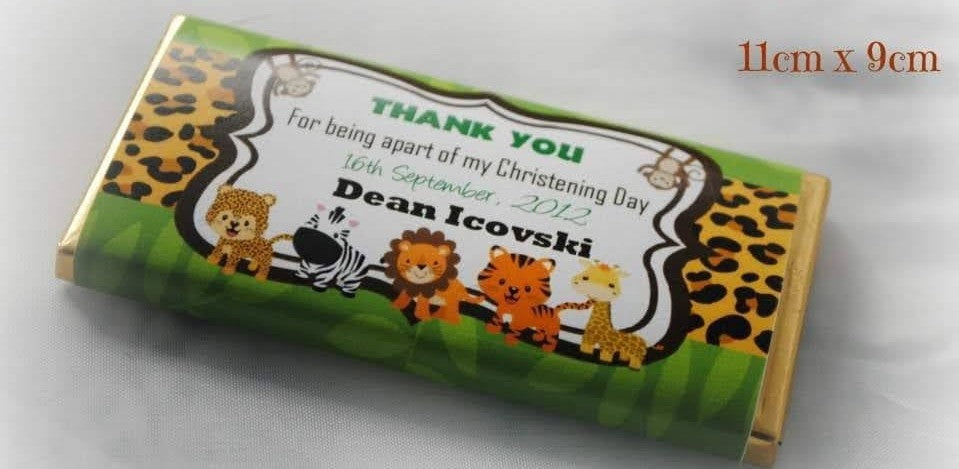 11cm x 9cm
THANK YOU
For being apart of my Christening Day
16th September, 2012
Dean Icovski